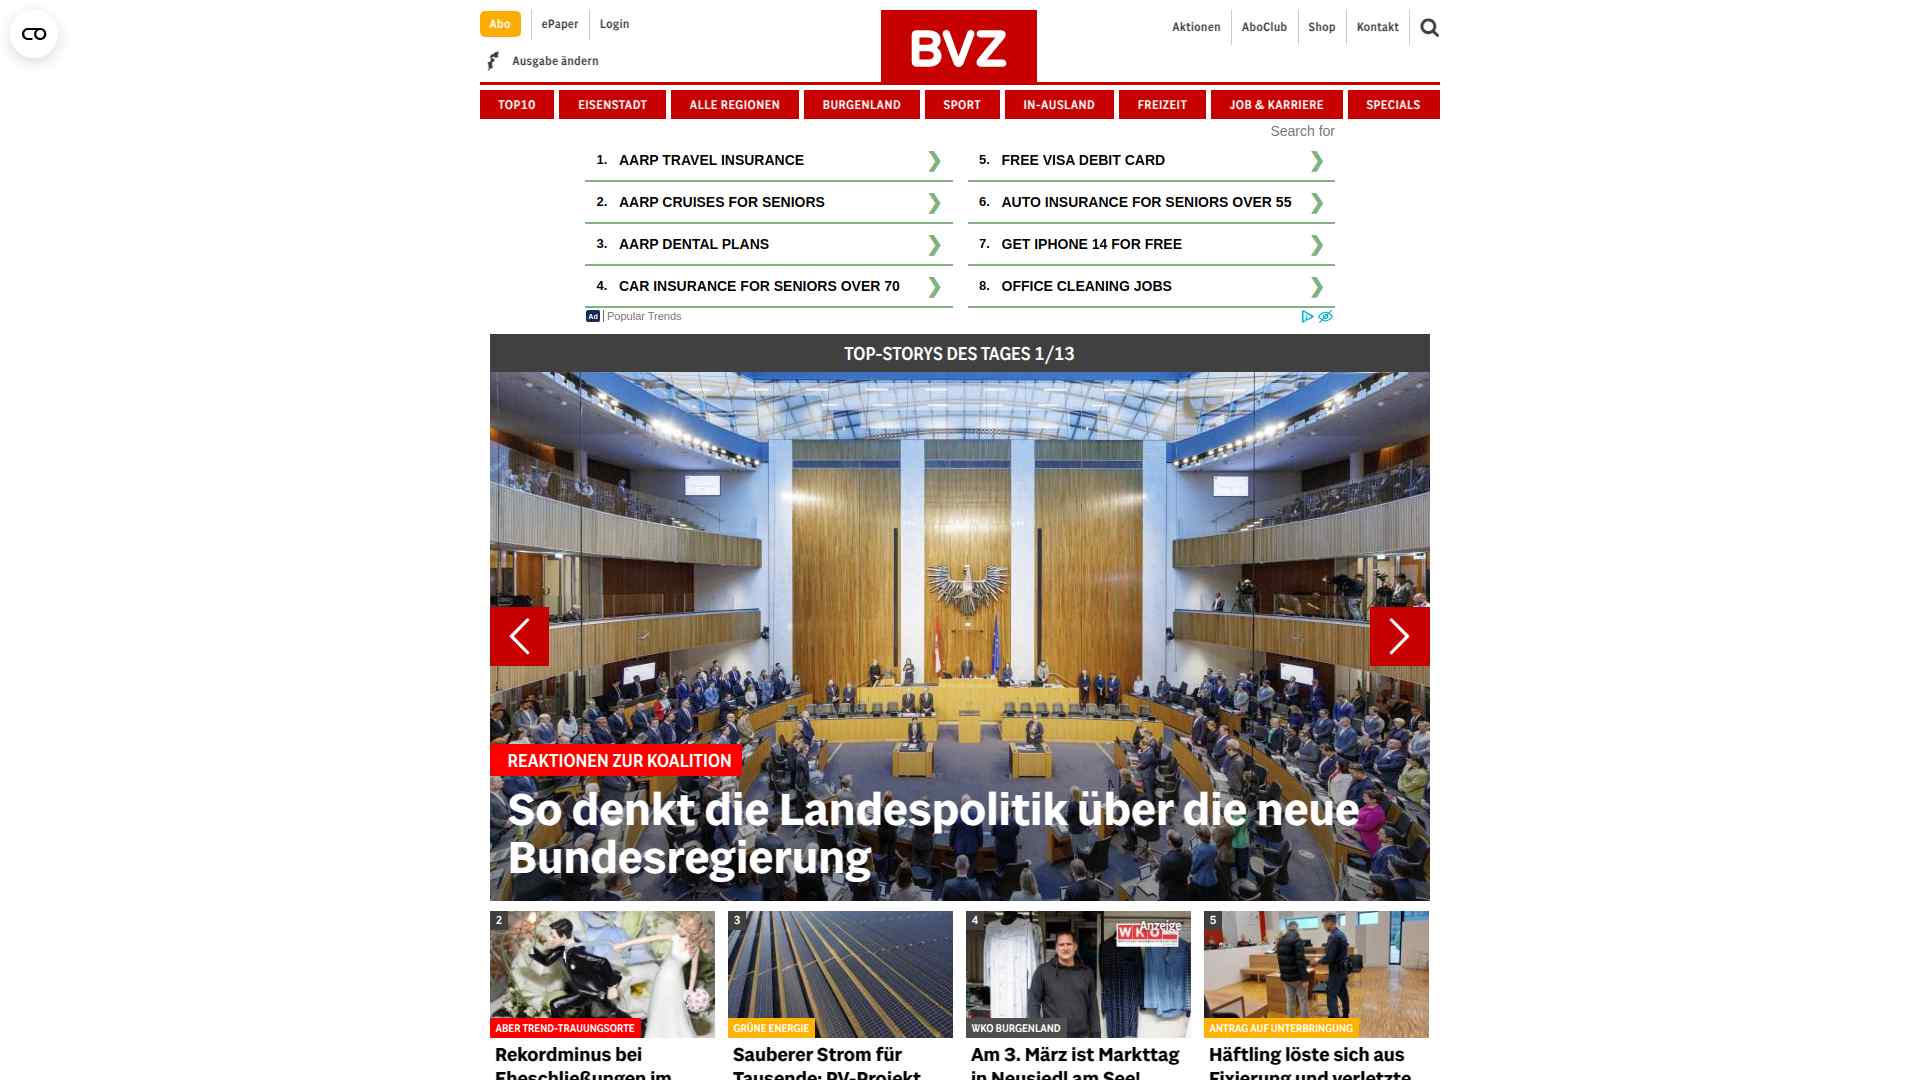 Abo
ePaper
Login
Ausgabe ändern
BVZ
Aktionen
AboClub
Shop
Kontakt
TOP10
EISENSTADT
ALLE REGIONEN
BURGENLAND
SPORT
IN-AUSLAND
FREIZEIT
JOB & KARRIERE
SPECIALS
Search for
1. AARP TRAVEL INSURANCE
2. AARP CRUISES FOR SENIORS
3. AARP DENTAL PLANS
4. CAR INSURANCE FOR SENIORS OVER 70
5. FREE VISA DEBIT CARD
6. AUTO INSURANCE FOR SENIORS OVER 55
7. GET IPHONE 14 FOR FREE
8. OFFICE CLEANING JOBS
Ad | Popular Trends
TOP-STORYS DES TAGES 1/13
REAKTIONEN ZUR KOALITION
So denkt die Landespolitik über die neue
Bundesregierung
2
ABER TREND-TRAUUNGSORTE
Rekordminus bei
Eheschließungen im
3
GRÜNE ENERGIE
Sauberer Strom für
Tausende: PV-Projekt
4
Anzeige
WKO
WKO BURGENLAND
Am 3. März ist Markttag
in Neusiedl am See!
5
ANTRAG AUF UNTERBRINGUNG
Häftling löste sich aus
Fixierung und verletzte